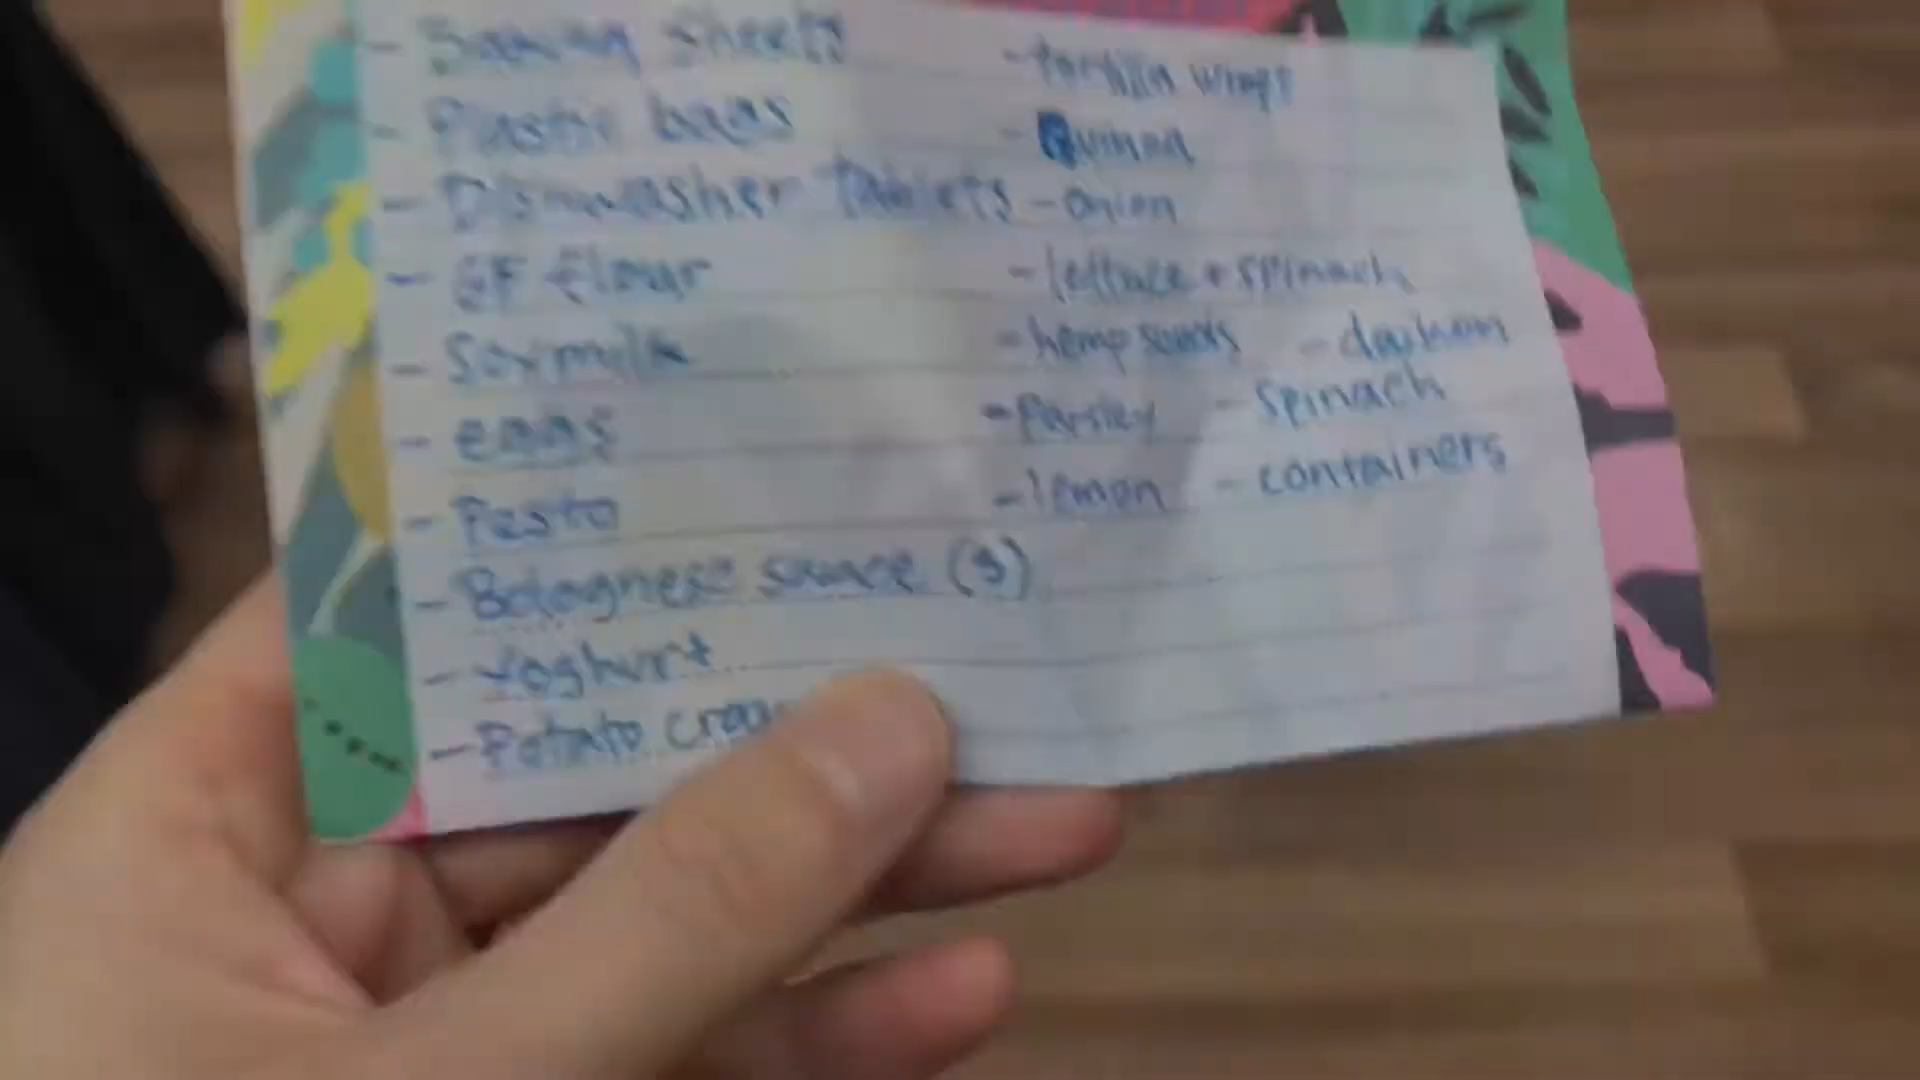 - Baking sheets
- Plastic bags
- Dishwasher tablets
- GF flour
- Soymilk
- eggs
- Pesto
- Bolognese sauce (3)
- Yoghurt
- Potato
- tortilla wraps
- Quinoa
- onion
- lettuce + spinach
- hemp seeds
- Parsley
- lemon
- spinach
- containers